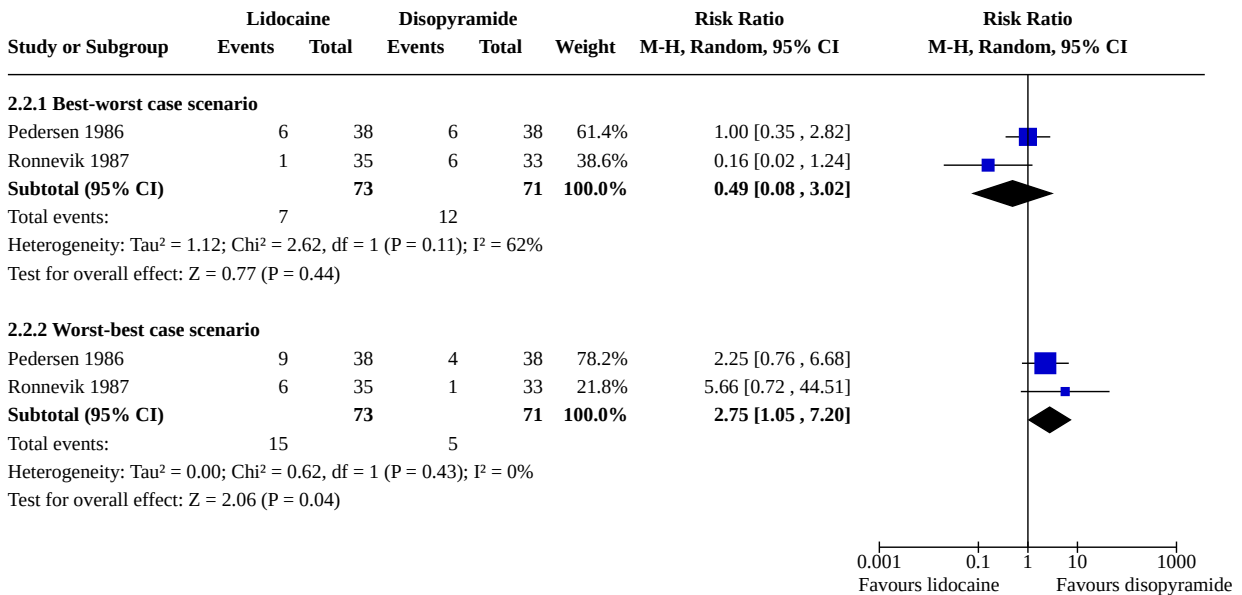 Lidocaine Disopyramide Risk Ratio Risk Ratio
Study or Subgroup Events Total Events Total Weight M-H, Random, 95% CI M-H, Random, 95% CI
2.2.1 Best-worst case scenario
Pedersen 1986 6 38 6 38 61.4% 1.00 [0.35 , 2.82]
Ronnevik 1987 1 35 6 33 38.6% 0.16 [0.02 , 1.24]
Subtotal (95% CI) 73 71 100.0% 0.49 [0.08 , 3.02]
Total events: 7 12
Heterogeneity: Tau² = 1.12; Chi² = 2.62, df = 1 (P = 0.11); I² = 62%
Test for overall effect: Z = 0.77 (P = 0.44)
2.2.2 Worst-best case scenario
Pedersen 1986 9 38 4 38 78.2% 2.25 [0.76 , 6.68]
Ronnevik 1987 6 35 1 33 21.8% 5.66 [0.72 , 44.51]
Subtotal (95% CI) 73 71 100.0% 2.75 [1.05 , 7.20]
Total events: 15 5
Heterogeneity: Tau² = 0.00; Chi² = 0.62, df = 1 (P = 0.43); I² = 0%
Test for overall effect: Z = 2.06 (P = 0.04)
0.001 0.1 1 10 1000
Favours lidocaine Favours disopyramide